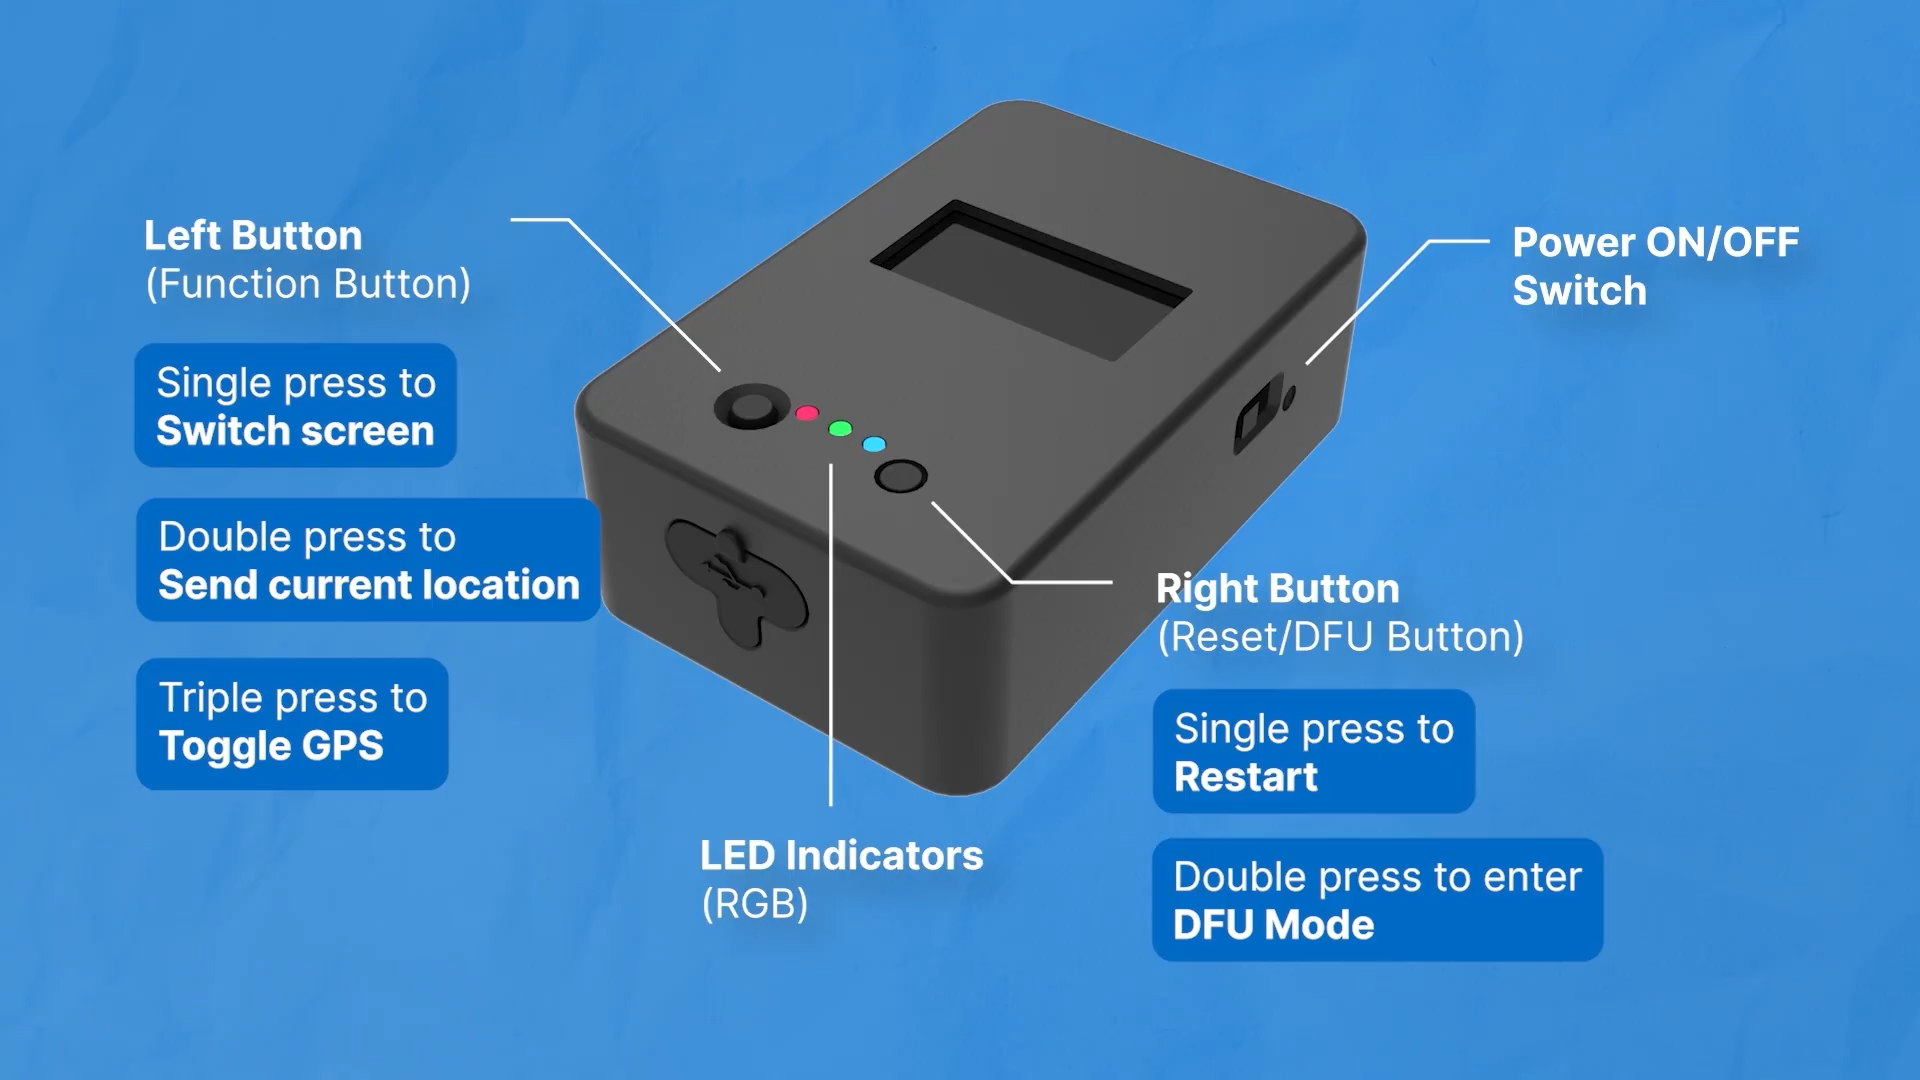 Left Button
(Function Button)
Single press to
Switch screen
Double press to
Send current location
Triple press to
Toggle GPS
LED Indicators
(RGB)
Power ON/OFF
Switch
Right Button
(Reset/DFU Button)
Single press to
Restart
Double press to enter
DFU Mode